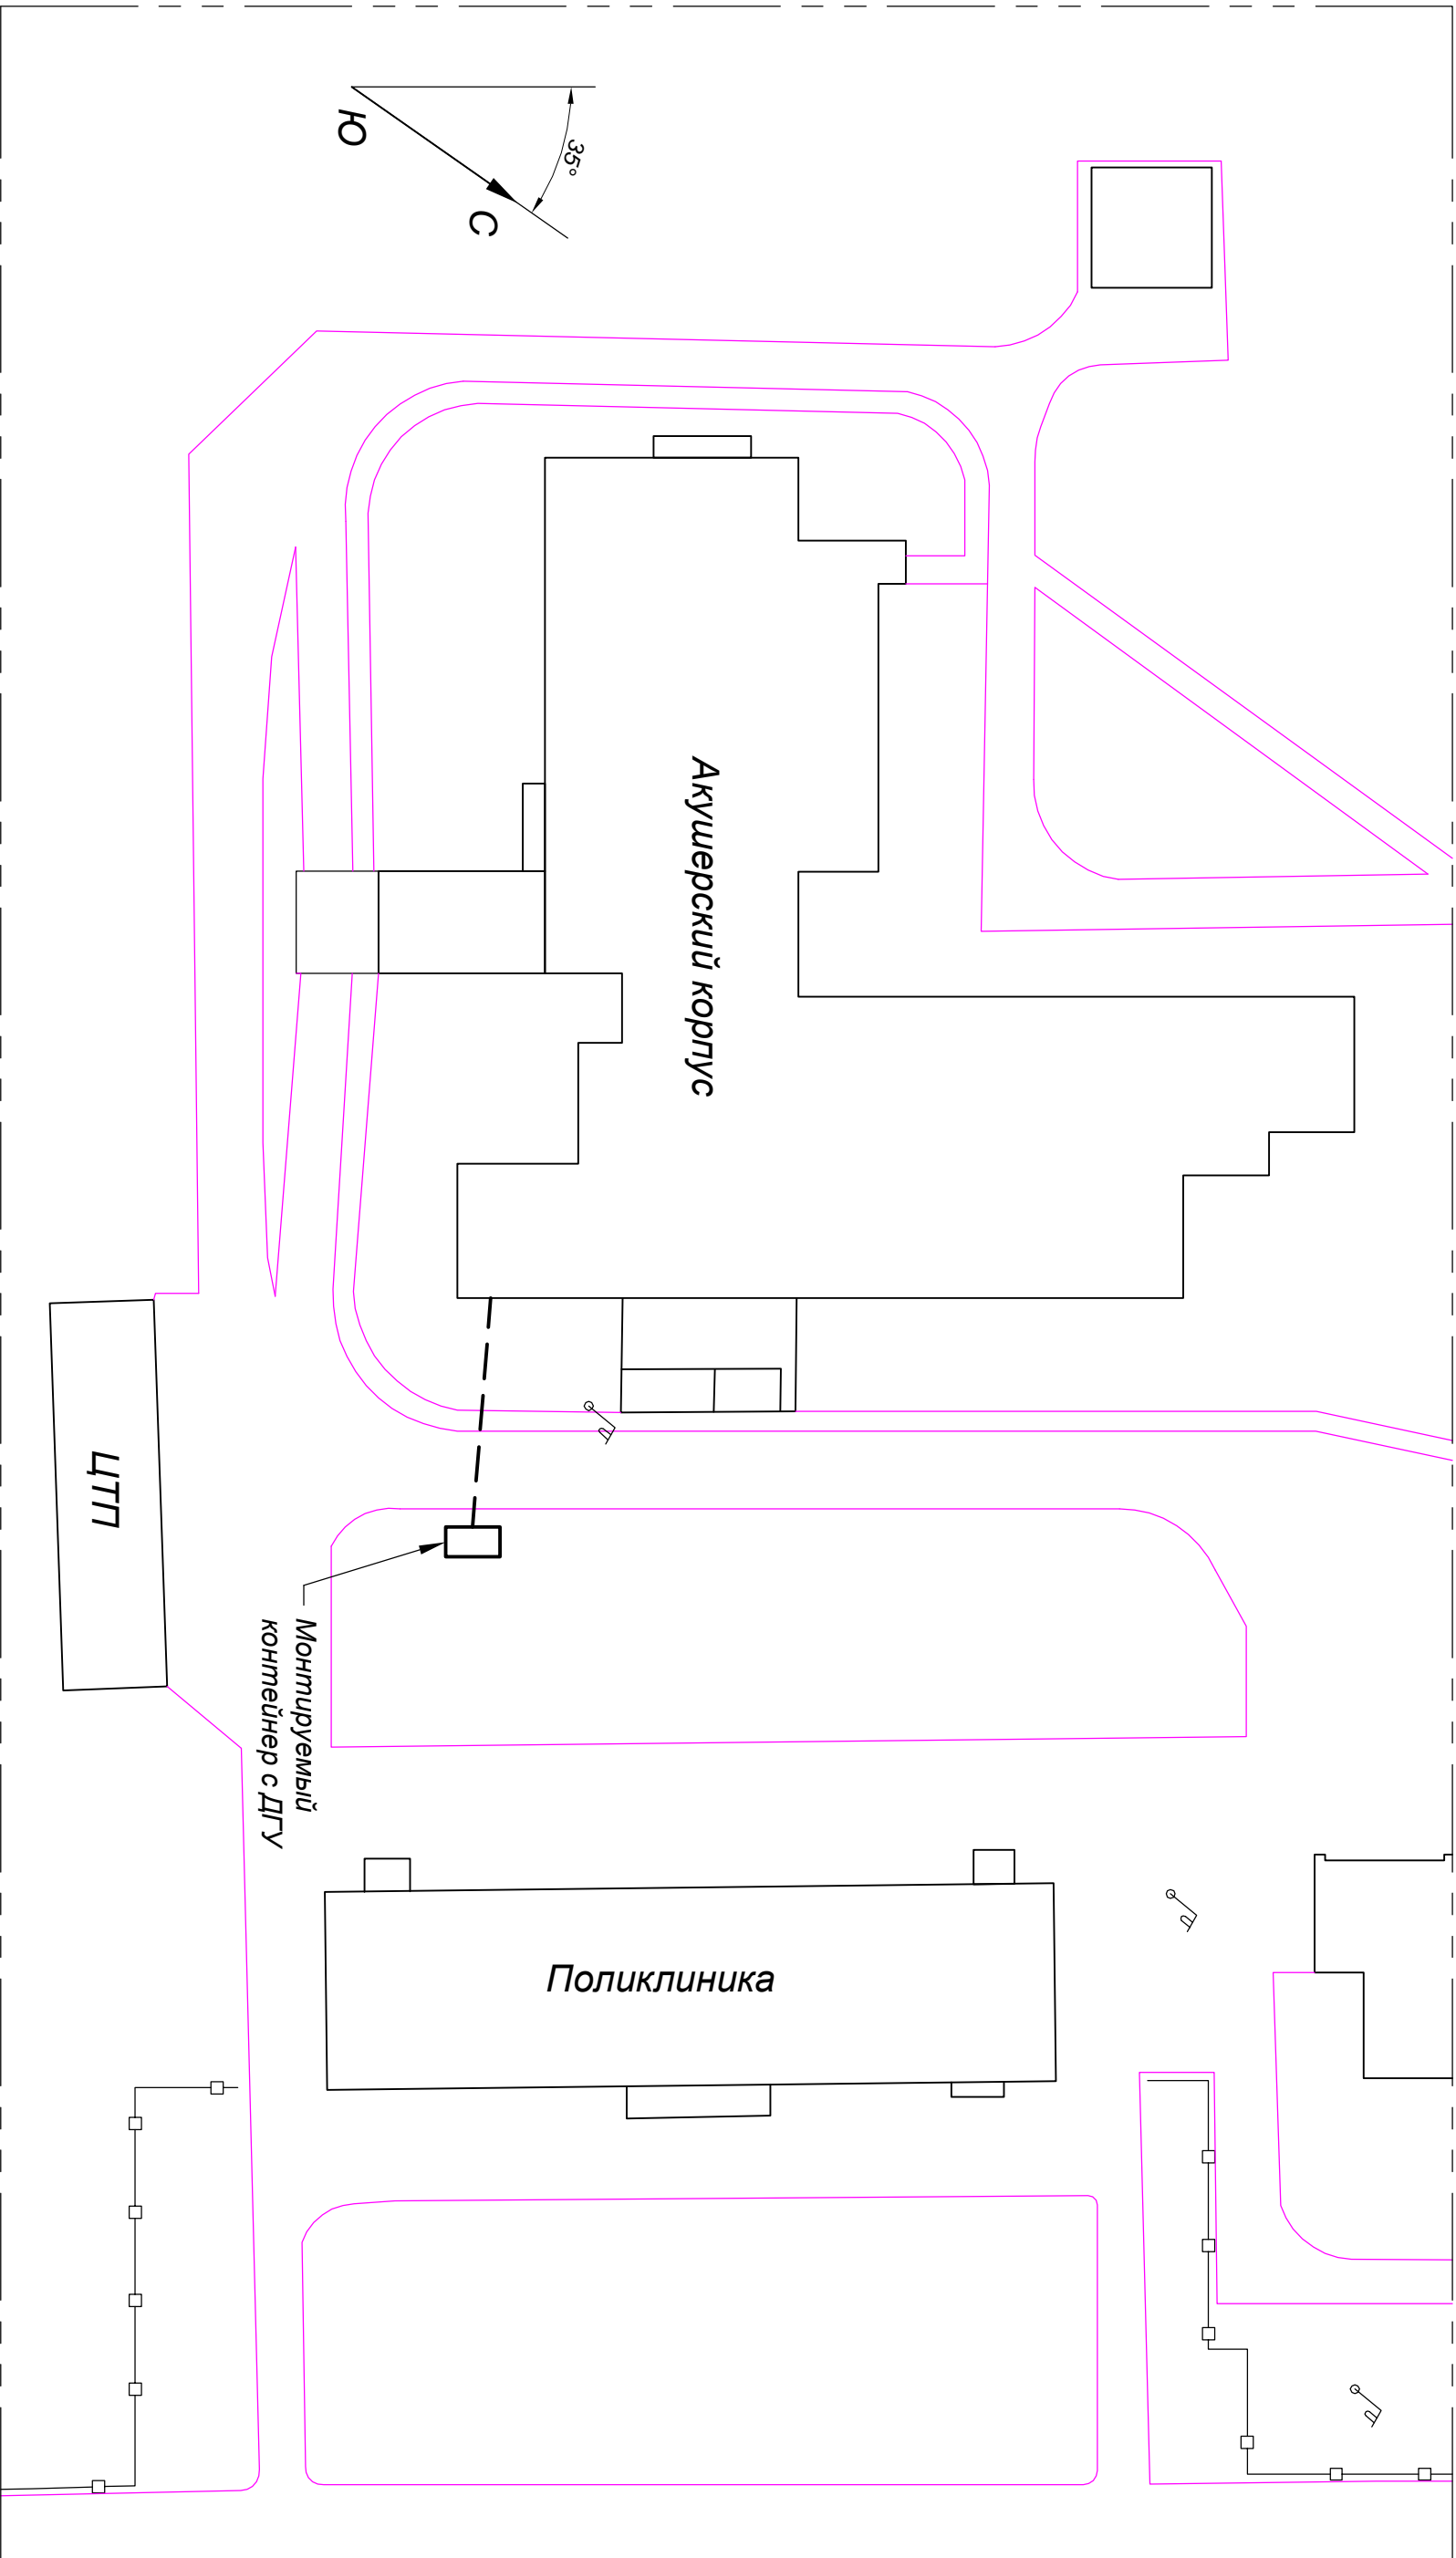 Ю
С
35°
Акушерский корпус
ЦТП
Монтируемый
контейнер с ДГУ
Поликлиника